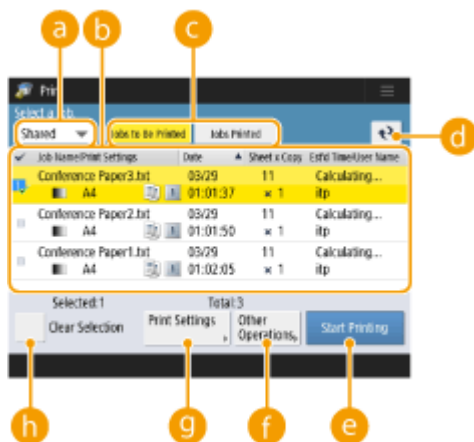 a b c
Print
Select a job.
Shared Jobs to Be Printed Jobs Printed
d
Job Name/Print Settings Date Sheet x Copy Est'd Time/User Name
Conference Paper3.txt 03/29 11 Calculating...
A4 01:01:37 × 1 itp
Conference Paper2.txt 03/29 11 Calculating...
A4 01:01:50 × 1 itp
Conference Paper1.txt 03/29 11 Calculating...
A4 01:02:05 × 1 itp
Selected:1 Total:3
Clear Selection Print Settings Other Operations Start Printing
h g f e